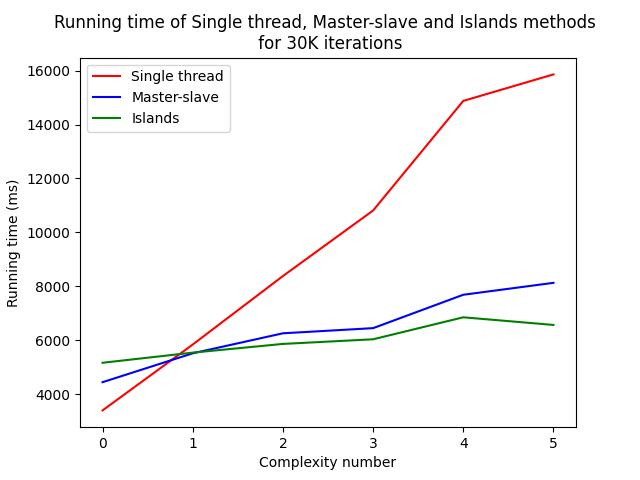 Running time of Single thread, Master-slave and Islands methods
for 30K iterations
Single thread
Master-slave
Islands
16000
14000
12000
10000
8000
6000
4000
Running time (ms)
0 1 2 3 4 5
Complexity number